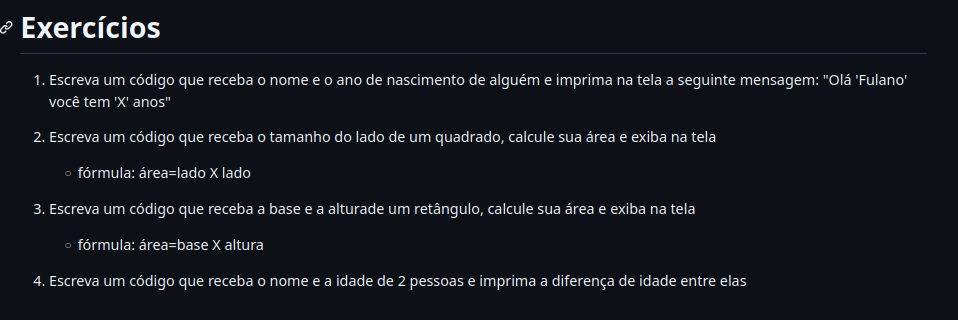 Exercícios
1. Escreva um código que receba o nome e o ano de nascimento de alguém e imprima na tela a seguinte mensagem: "Olá 'Fulano'
você tem 'X' anos"
2. Escreva um código que receba o tamanho do lado de um quadrado, calcule sua área e exiba na tela
○ fórmula: área=lado X lado
3. Escreva um código que receba a base e a alturade um retângulo, calcule sua área e exiba na tela
○ fórmula: área=base X altura
4. Escreva um código que receba o nome e a idade de 2 pessoas e imprima a diferença de idade entre elas